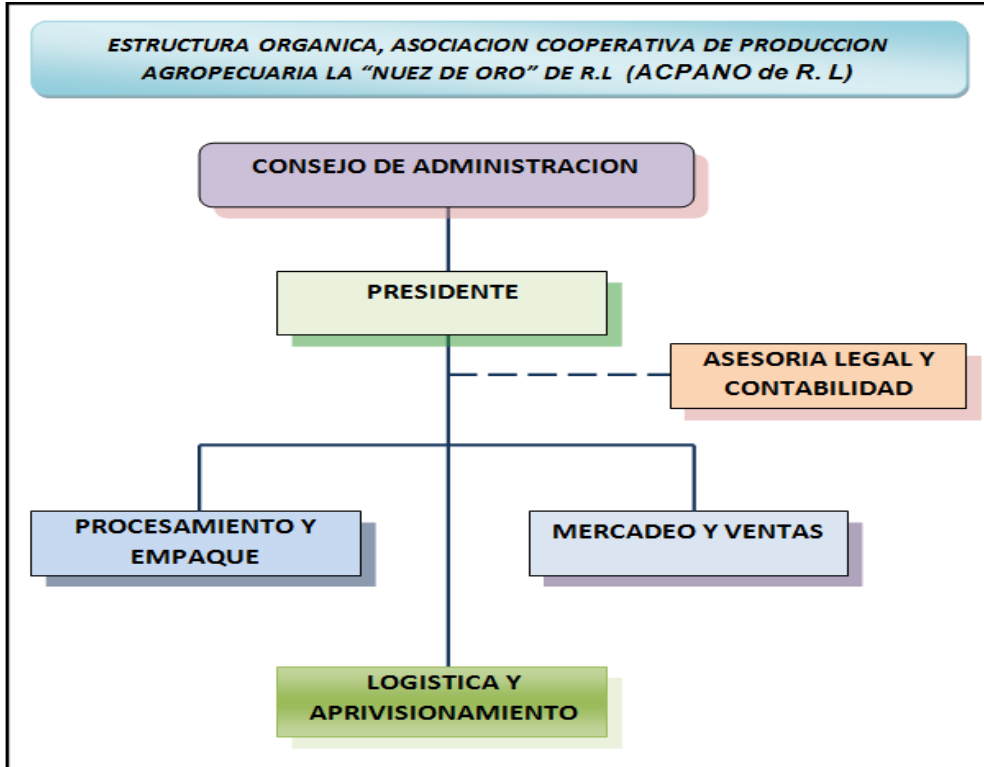 ESTRUCTURA ORGANICA, ASOCIACION COOPERATIVA DE PRODUCCION
AGROPECUARIA LA “NUEZ DE ORO” DE R.L (ACPANO de R. L)
CONSEJO DE ADMINISTRACION
PRESIDENTE
ASESORIA LEGAL Y
CONTABILIDAD
PROCESAMIENTO Y
EMPAQUE
MERCADEO Y VENTAS
LOGISTICA Y
APRIVISIONAMIENTO